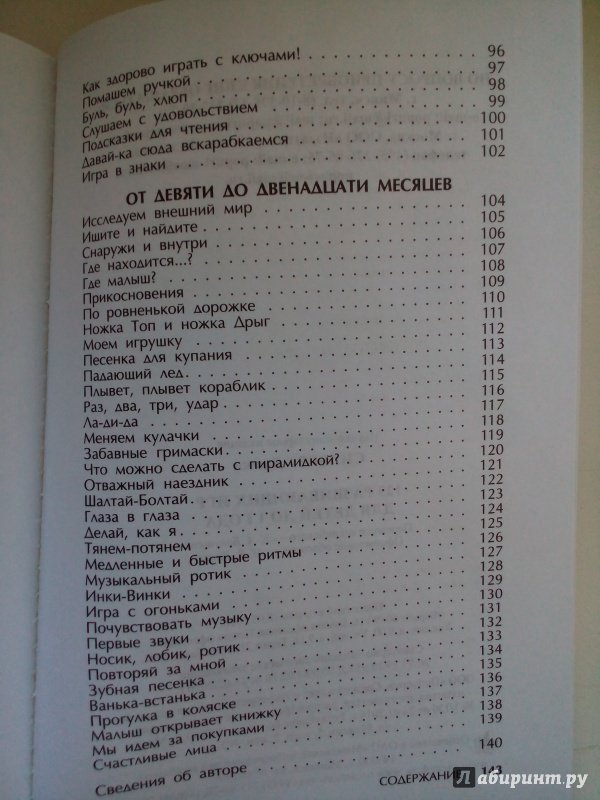 Как здорово играть с ключами! . . . . . . . . . . 96
Помашем ручкой . . . . . . . . . . 97
Буль, буль, хлюп . . . . . . . . . . 98
Слушаем с удовольствием . . . . . . . . . . 99
Подсказки для чтения . . . . . . . . . . 100
Давай-ка сюда вскарабкаемся . . . . . . . . . . 101
Игра в знаки . . . . . . . . . . 102
ОТ ДЕВЯТИ ДО ДВЕНАДЦАТИ МЕСЯЦЕВ
Исследуем внешний мир . . . . . . . . . . 104
Ищите и найдите . . . . . . . . . . 105
Снаружи и внутри . . . . . . . . . . 106
Где находится...? . . . . . . . . . . 107
Где малыш? . . . . . . . . . . 108
Прикосновения . . . . . . . . . . 109
По ровненькой дорожке . . . . . . . . . . 110
Ножка Топ и ножка Дрыг . . . . . . . . . . 111
Моем игрушку . . . . . . . . . . 112
Песенка для купания . . . . . . . . . . 113
Падающий лед . . . . . . . . . . 114
Плывет, плывет кораблик . . . . . . . . . . 115
Раз, два, три, удар . . . . . . . . . . 116
Ла-ди-да . . . . . . . . . . 117
Меняем кулачки . . . . . . . . . . 118
Забавные гримаски . . . . . . . . . . 119
Что можно сделать с пирамидкой? . . . . . . . . . . 120
Отважный наездник . . . . . . . . . . 121
Шалтай-Болтай . . . . . . . . . . 122
Глаза в глаза . . . . . . . . . . 123
Делай, как я . . . . . . . . . . 124
Тянем-потянем . . . . . . . . . . 125
Медленные и быстрые ритмы . . . . . . . . . . 126
Музыкальный ротик . . . . . . . . . . 127
Инки-Винки . . . . . . . . . . 128
Игра с огоньками . . . . . . . . . . 129
Почувствовать музыку . . . . . . . . . . 130
Первые звуки . . . . . . . . . . 131
Носик, лобик, ротик . . . . . . . . . . 132
Повторяй за мной . . . . . . . . . . 133
Зубная песенка . . . . . . . . . . 134
Ванька-встанька . . . . . . . . . . 135
Прогулка в коляске . . . . . . . . . . 136
Малыш открывает книжку . . . . . . . . . . 137
Мы идем за покупками . . . . . . . . . . 138
Счастливые лица . . . . . . . . . . 139
Сведения об авторе . . . . . . . . . . 140
СОДЕРЖАНИЕ 143
Лабиринт.ру